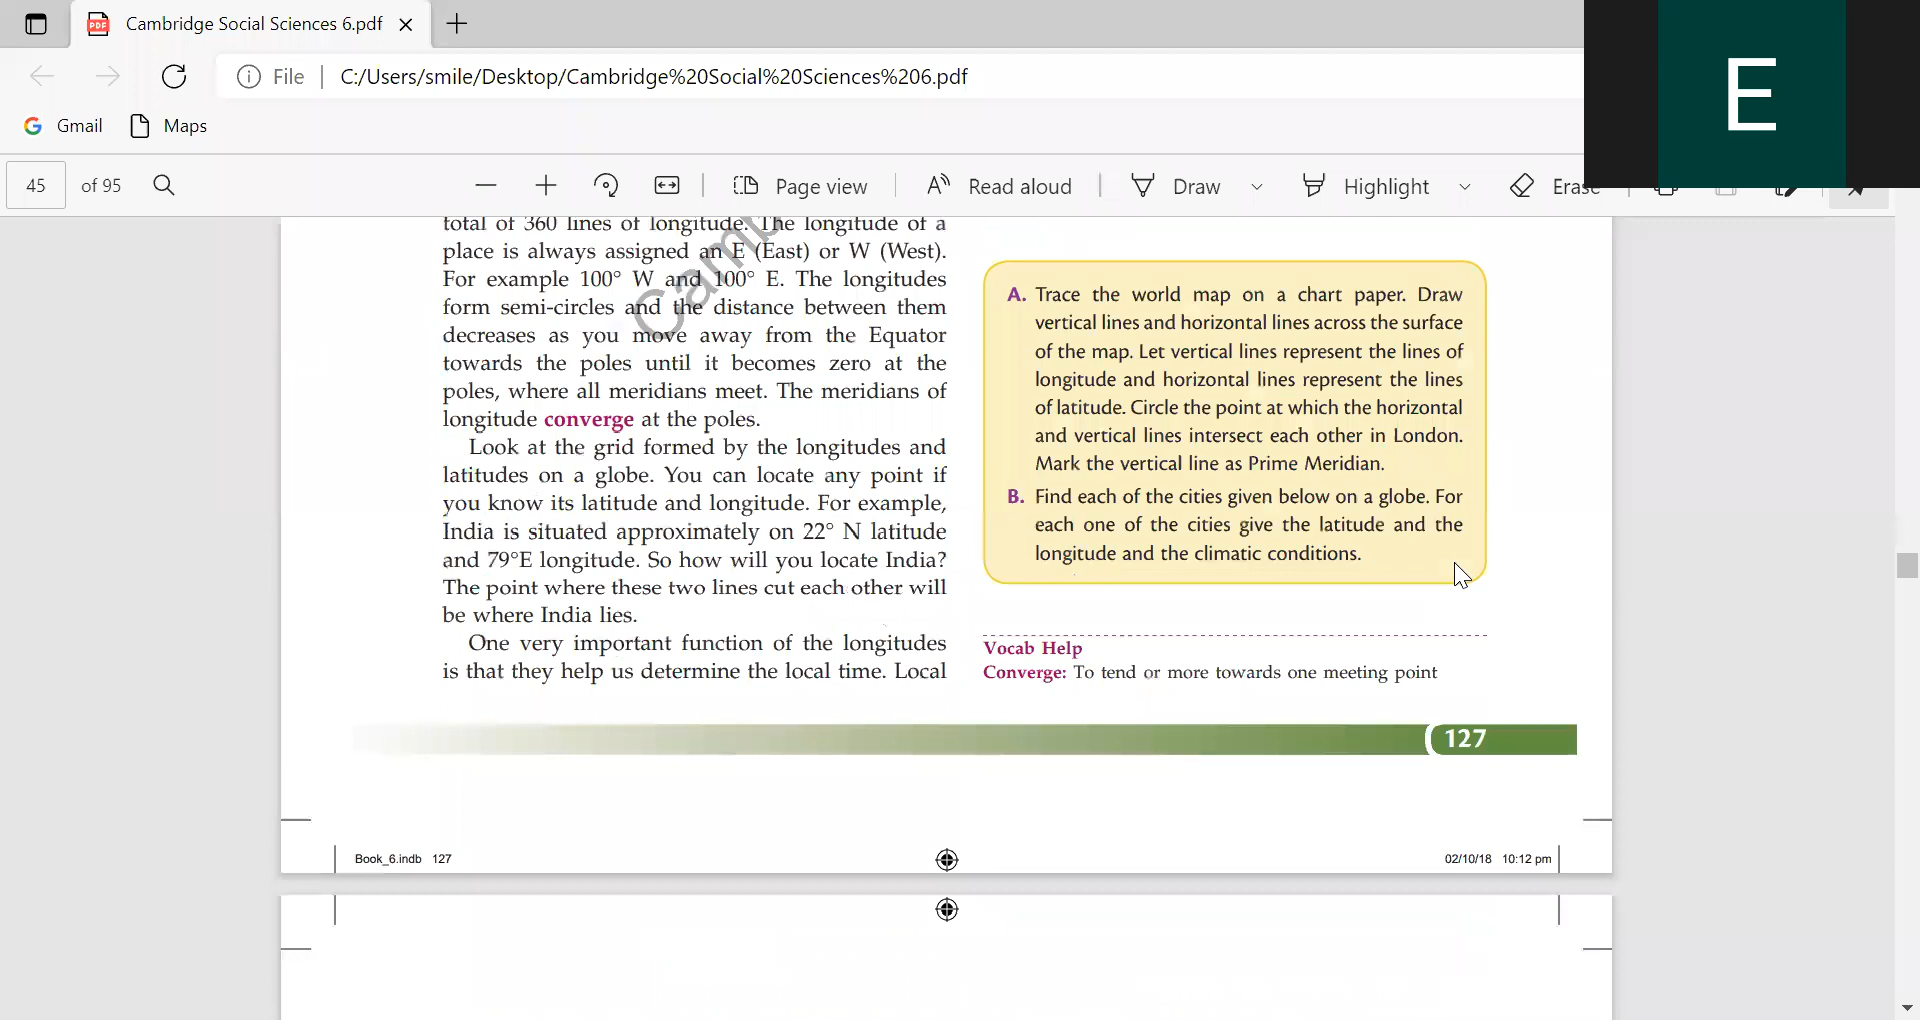 Cambridge Social Sciences 6.pdf
File
C:/Users/smile/Desktop/Cambridge%20Social%20Sciences%206.pdf
E
Gmail
Maps
45 of 95
Page view
Read aloud
Draw
Highlight
Erase
total of 360 lines of longitude. The longitude of a
place is always assigned an E (East) or W (West).
For example 100° W and 100° E. The longitudes
form semi-circles and the distance between them
decreases as you move away from the Equator
towards the poles until it becomes zero at the
poles, where all meridians meet. The meridians of
longitude converge at the poles.
Look at the grid formed by the longitudes and
latitudes on a globe. You can locate any point if
you know its latitude and longitude. For example,
India is situated approximately on 22° N latitude
and 79°E longitude. So how will you locate India?
The point where these two lines cut each other will
be where India lies.
One very important function of the longitudes
is that they help us determine the local time. Local
Camb
A. Trace the world map on a chart paper. Draw
vertical lines and horizontal lines across the surface
of the map. Let vertical lines represent the lines of
longitude and horizontal lines represent the lines
of latitude. Circle the point at which the horizontal
and vertical lines intersect each other in London.
Mark the vertical line as Prime Meridian.
B. Find each of the cities given below on a globe. For
each one of the cities give the latitude and the
longitude and the climatic conditions.
Vocab Help
Converge: To tend or more towards one meeting point
127
Book_6.indb 127
02/10/18 10:12 pm